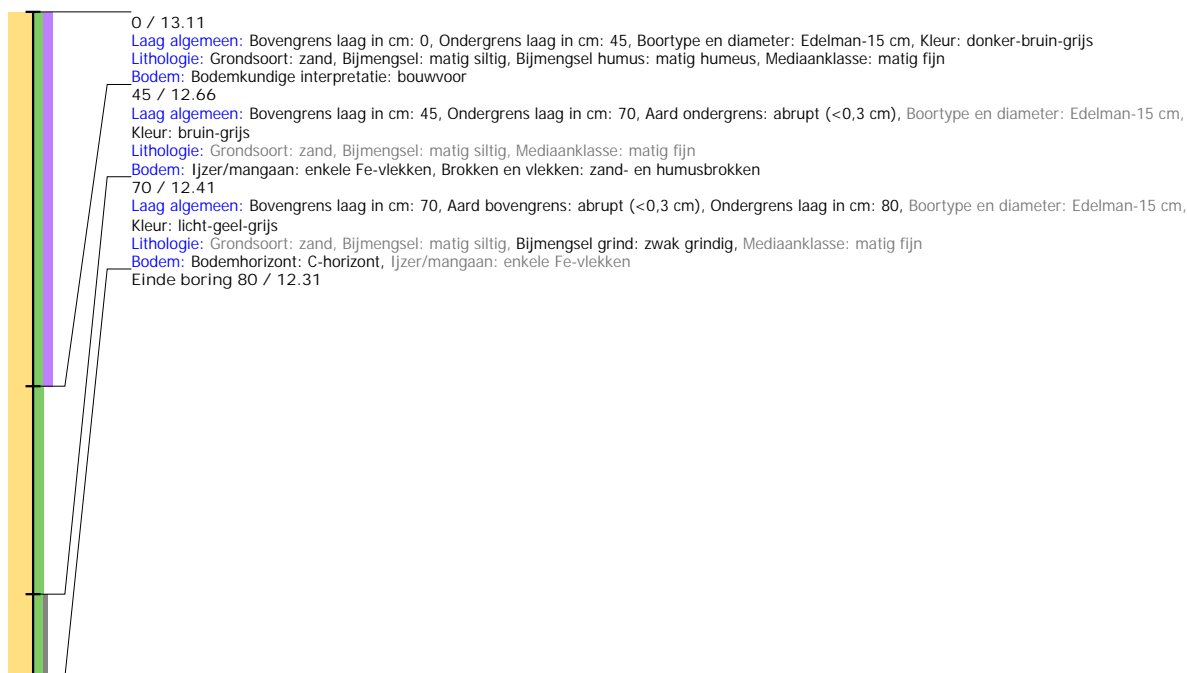 0 / 13.11
Laag algemeen: Bovengrens laag in cm: 0, Ondergrens laag in cm: 45, Boortype en diameter: Edelman-15 cm, Kleur: donker-bruin-grijs
Lithologie: Grondsoort: zand, Bijmengsel: matig siltig, Bijmengsel humus: matig humeus, Mediaanklasse: matig fijn
Bodem: Bodemkundige interpretatie: bouwvoor
45 / 12.66
Laag algemeen: Bovengrens laag in cm: 45, Ondergrens laag in cm: 70, Aard ondergrens: abrupt (<0,3 cm), Boortype en diameter: Edelman-15 cm,
Kleur: bruin-grijs
Lithologie: Grondsoort: zand, Bijmengsel: matig siltig, Mediaanklasse: matig fijn
Bodem: Ijzer/mangaan: enkele Fe-vlekken, Brokken en vlekken: zand- en humusbrokken
70 / 12.41
Laag algemeen: Bovengrens laag in cm: 70, Aard bovengrens: abrupt (<0,3 cm), Ondergrens laag in cm: 80, Boortype en diameter: Edelman-15 cm,
Kleur: licht-geel-grijs
Lithologie: Grondsoort: zand, Bijmengsel: matig siltig, Bijmengsel grind: zwak grindig, Mediaanklasse: matig fijn
Bodem: Bodemhorizont: C-horizont, Ijzer/mangaan: enkele Fe-vlekken
Einde boring 80 / 12.31